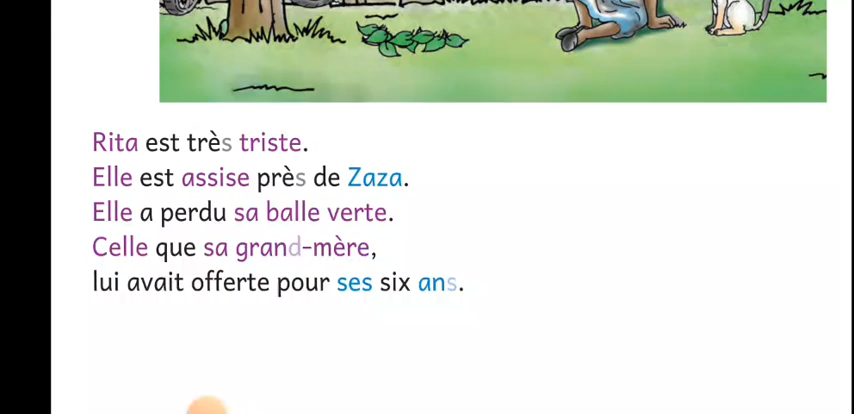 Rita est très triste.
Elle est assise près de Zaza.
Elle a perdu sa balle verte.
Celle que sa grand-mère,
lui avait offerte pour ses six ans.